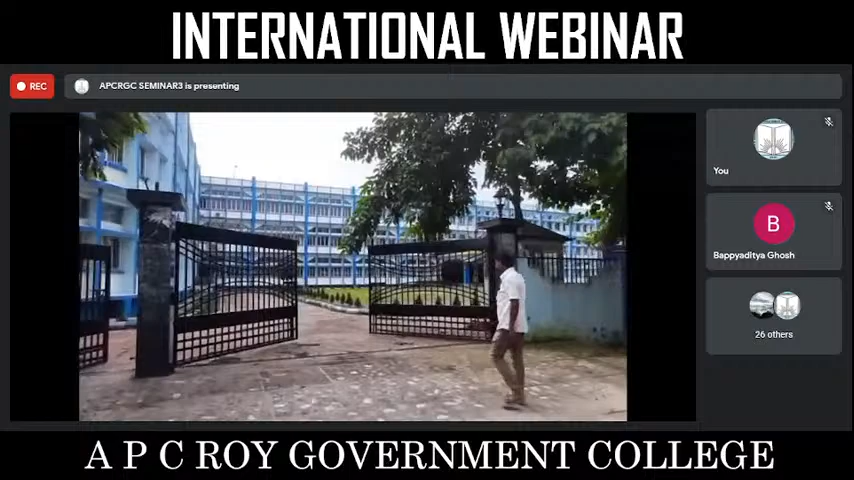 INTERNATIONAL WEBINAR
REC
APCRGC SEMINAR3 is presenting
You
B
Bappyaditya Ghosh
26 others
A P C ROY GOVERNMENT COLLEGE